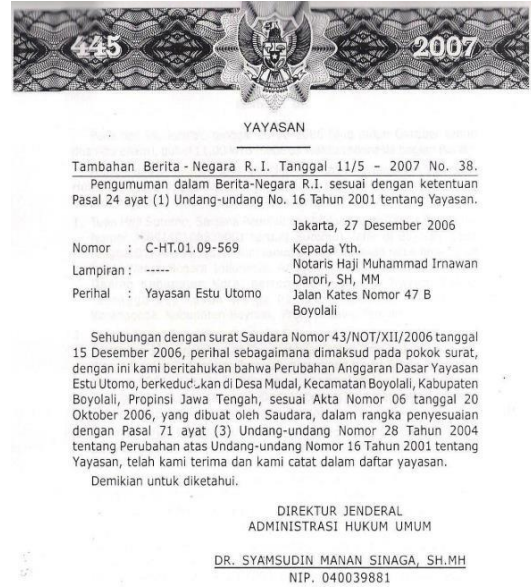 445 2007
YAYASAN
Tambahan Berita - Negara R.I. Tanggal 11/5 - 2007 No. 38.
Pengumuman dalam Berita-Negara R.I. sesuai dengan ketentuan
Pasal 24 ayat (1) Undang-undang No. 16 Tahun 2001 tentang Yayasan.
Jakarta, 27 Desember 2006
Nomor : C-HT.01.09-569
Lampiran : -----
Perihal : Yayasan Estu Utomo
Kepada Yth.
Notaris Haji Muhammad Irnawan
Darori, SH, MM
Jalan Kates Nomor 47 B
Boyolali
Sehubungan dengan surat Saudara Nomor 43/NOT/XII/2006 tanggal
15 Desember 2006, perihal sebagaimana dimaksud pada pokok surat,
dengan ini kami beritahukan bahwa Perubahan Anggaran Dasar Yayasan
Estu Utomo, berkedudukan di Desa Mudal, Kecamatan Boyolali, Kabupaten
Boyolali, Propinsi Jawa Tengah, sesuai Akta Nomor 06 tanggal 20
Oktober 2006, yang dibuat oleh Saudara, dalam rangka penyesuaian
dengan Pasal 71 ayat (3) Undang-undang Nomor 28 Tahun 2004
tentang Perubahan atas Undang-undang Nomor 16 Tahun 2001 tentang
Yayasan, telah kami terima dan kami catat dalam daftar yayasan.
Demikian untuk diketahui.
DIREKTUR JENDERAL
ADMINISTRASI HUKUM UMUM
DR. SYAMSUDIN MANAN SINAGA, SH.MH
NIP. 040039881